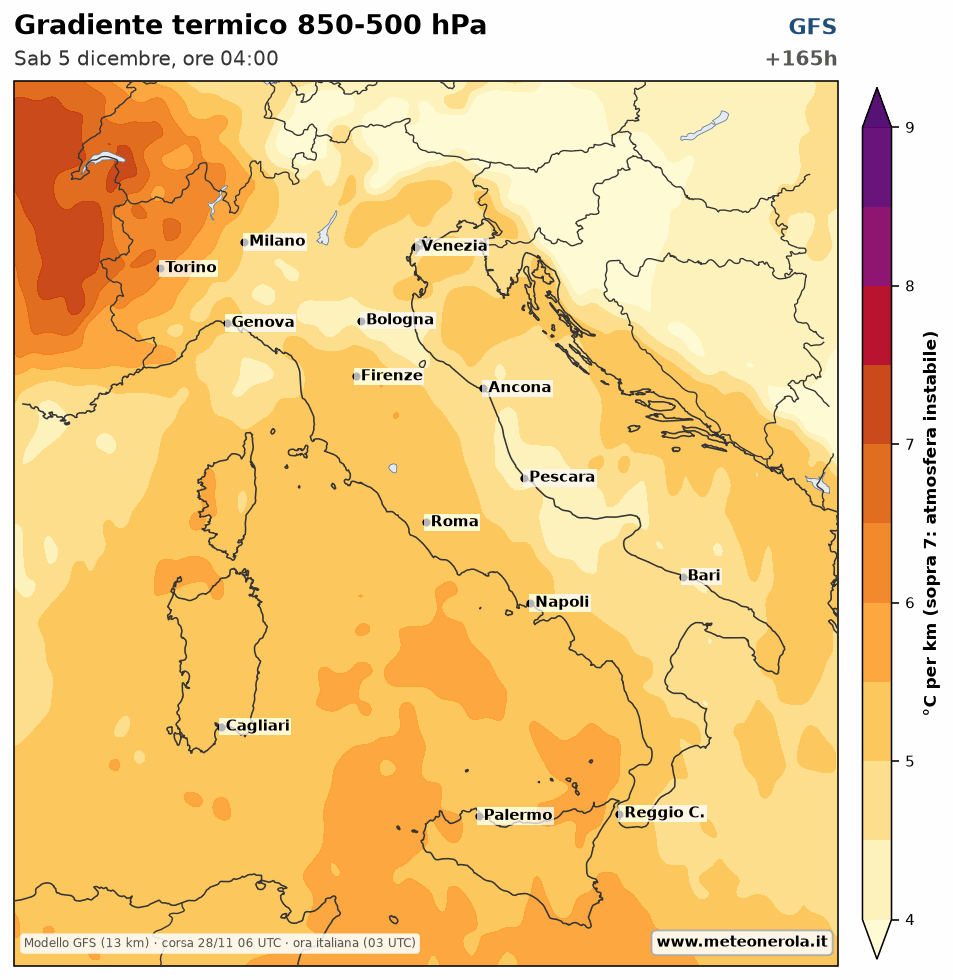 Gradiente termico 850-500 hPa
GFS
Sab 5 dicembre, ore 04:00
+165h
Milano
Venezia
Torino
Genova
Bologna
Firenze
Ancona
Pescara
Roma
Bari
Napoli
Cagliari
Palermo
Reggio C.
9
8
7
6
5
4
°C per km (sopra 7: atmosfera instabile)
Modello GFS (13 km) · corsa 28/11 06 UTC · ora italiana (03 UTC)
www.meteonerola.it